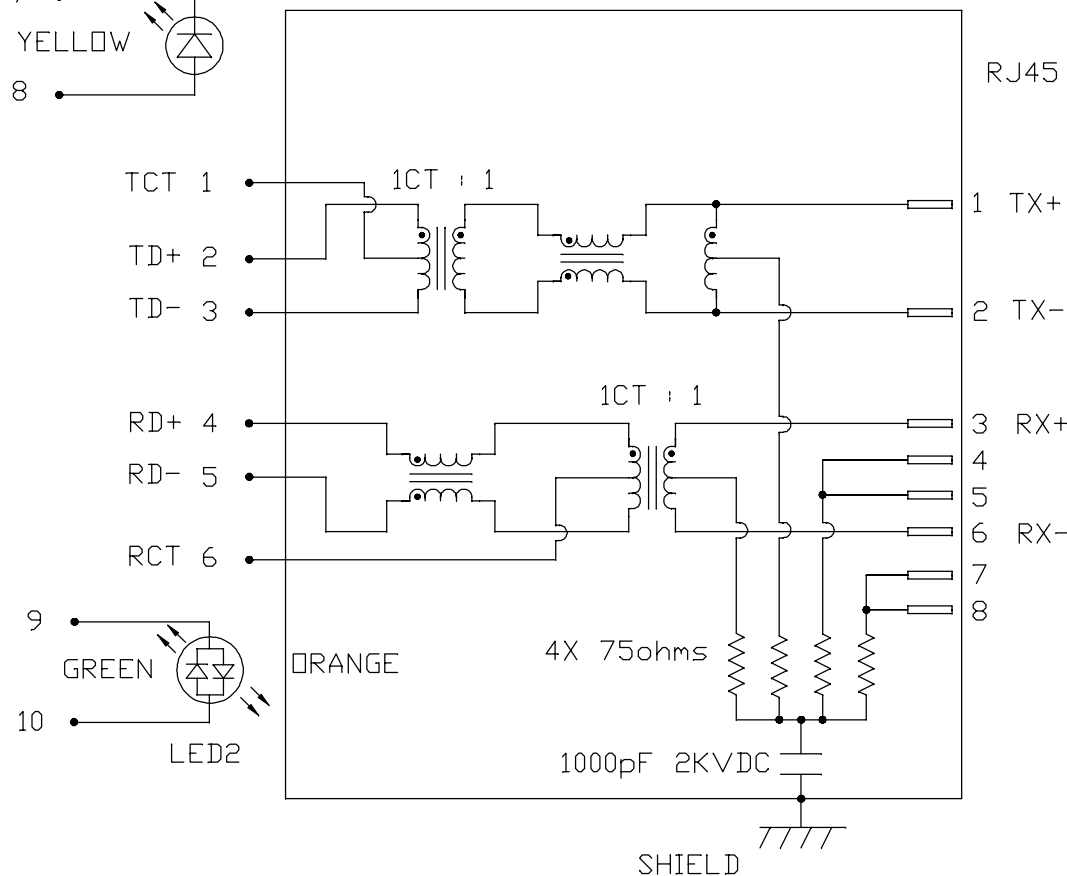 YELLOW
8
RJ45
TCT 1
1CT : 1
1 TX+
TD+ 2
TD- 3
2 TX-
1CT : 1
RD+ 4
3 RX+
4
RD- 5
5
6 RX-
RCT 6
7
8
9
4X 75ohms
GREEN
ORANGE
10
LED2
1000pF 2KVDC
SHIELD